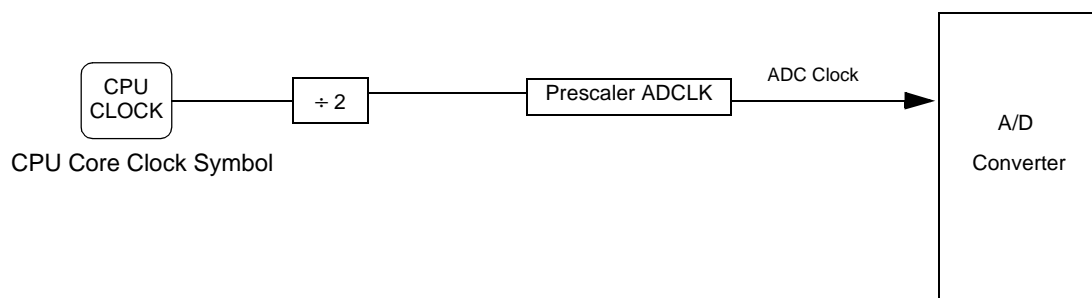 CPU
CLOCK
CPU Core Clock Symbol
÷ 2
Prescaler ADCLK
ADC Clock
A/D
Converter